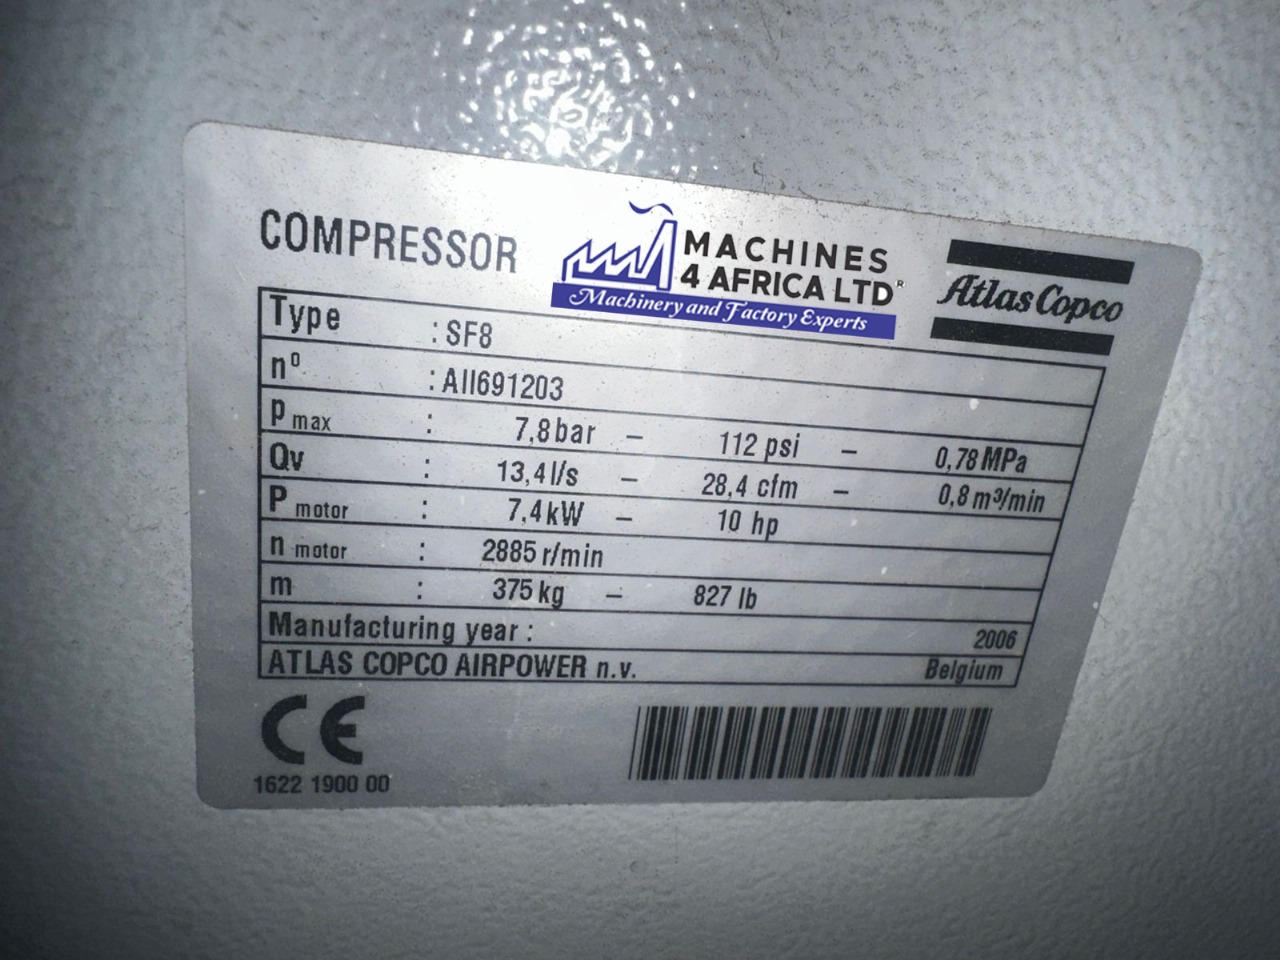 COMPRESSOR
MACHINES
4 AFRICA LTD®
Machinery and Factory Experts
Atlas Copco
Type : SF8
nº : AII691203
P max : 7,8 bar – 112 psi – 0,78 MPa
Qv : 13,4 l/s – 28,4 cfm – 0,8 m³/min
P motor : 7,4 kW – 10 hp
n motor : 2885 r/min
m : 375 kg – 827 lb
Manufacturing year : 2006
ATLAS COPCO AIRPOWER n.v. Belgium
CE
1622 1900 00